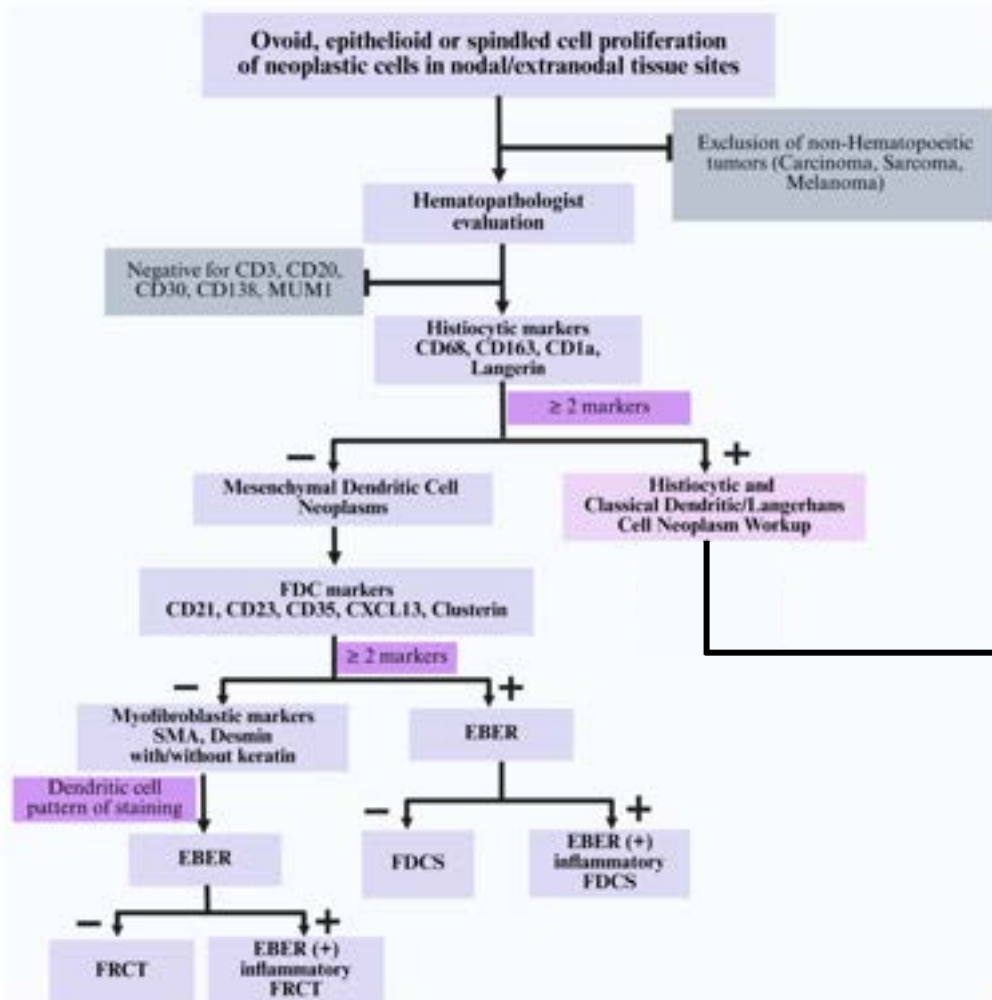 Ovoid, epithelioid or spindled cell proliferation
of neoplastic cells in nodal/extranodal tissue sites
Exclusion of non-Hematopoeitic
tumors (Carcinoma, Sarcoma,
Melanoma)
Hematopathologist
evaluation
Negative for CD3, CD20,
CD30, CD138, MUM1
Histiocytic markers
CD68, CD163, CD1a,
Langerin
≥ 2 markers
−
+
Mesenchymal Dendritic Cell
Neoplasms
Histiocytic and
Classical Dendritic/Langerhans
Cell Neoplasm Workup
FDC markers
CD21, CD23, CD35, CXCL13, Clusterin
≥ 2 markers
−
+
Myofibroblastic markers
SMA, Desmin
with/without keratin
EBER
Dendritic cell
pattern of staining
−
+
EBER
FDCS
EBER (+)
inflammatory
FDCS
−
+
FRCT
EBER (+)
inflammatory
FRCT